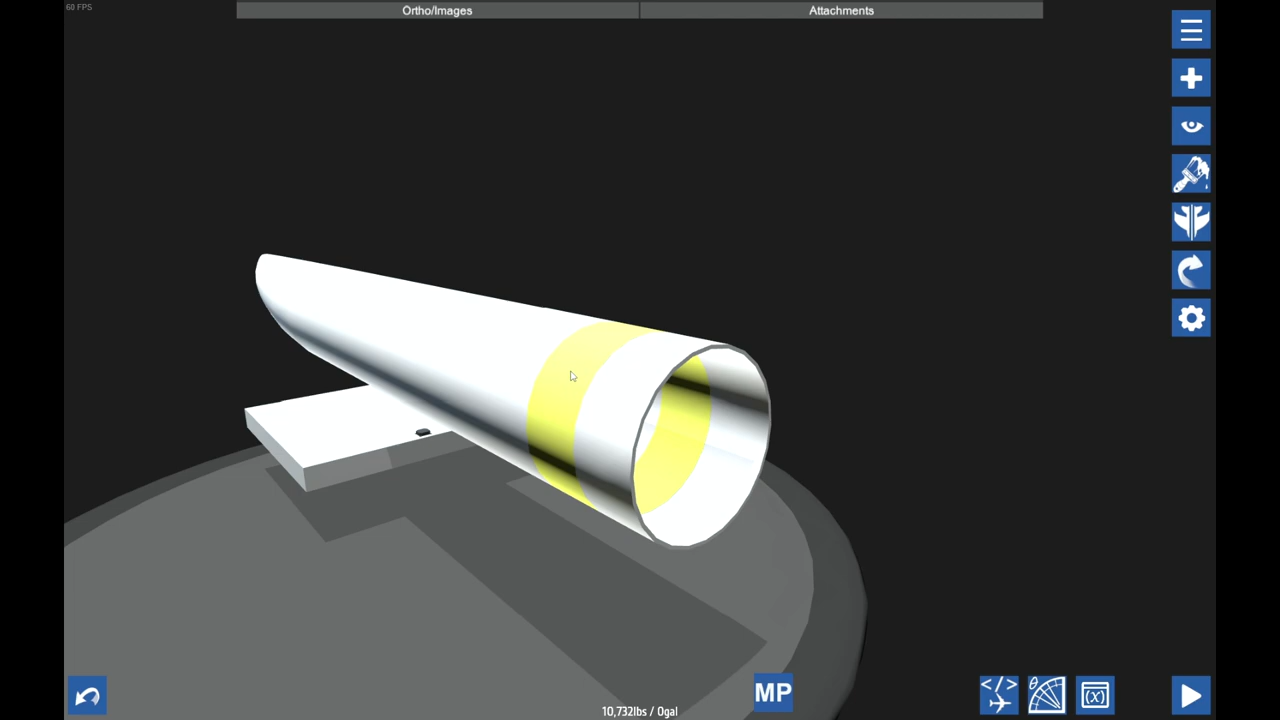 60 FPS
Ortho/Images
Attachments
MP
</> θ (x)
10,732lbs / 0gal